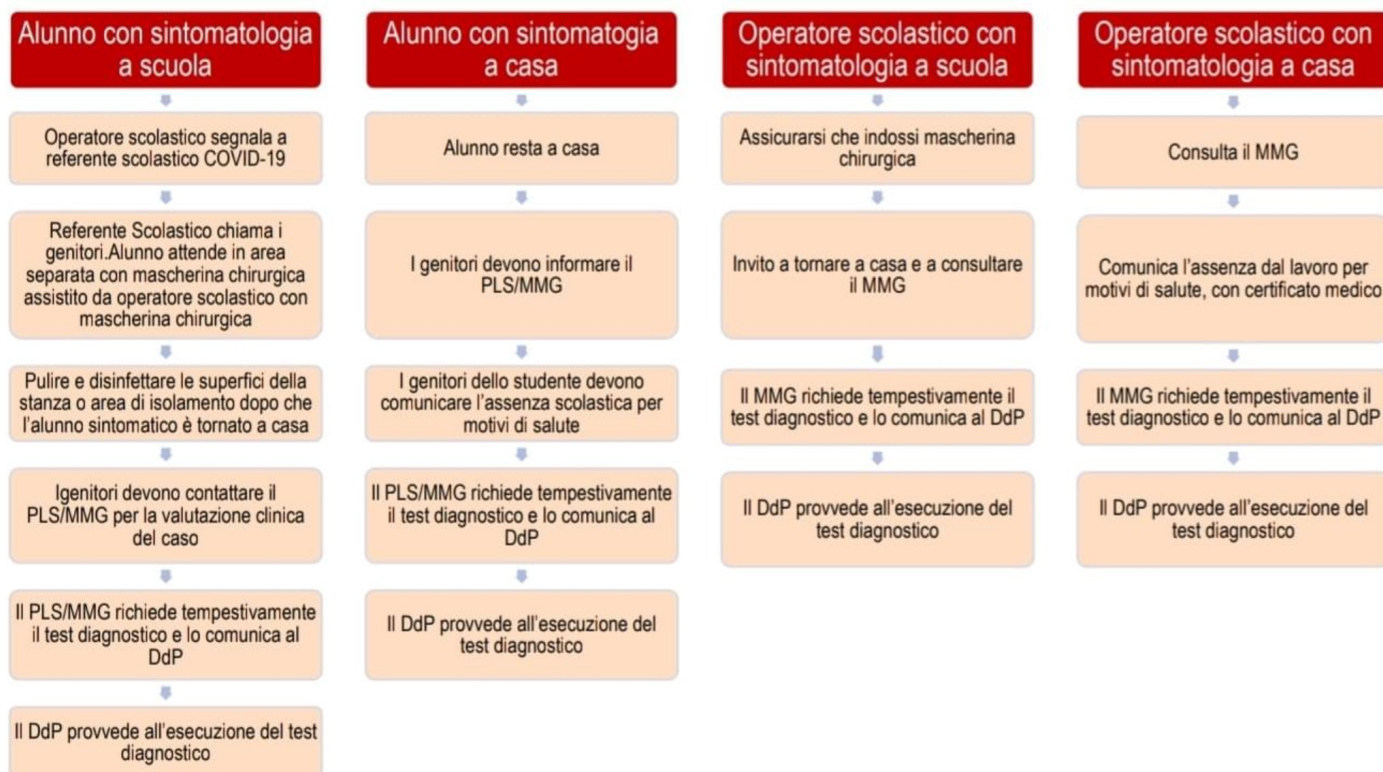 Alunno con sintomatologia
a scuola
Operatore scolastico segnala a
referente scolastico COVID-19
Referente Scolastico chiama i
genitori.Alunno attende in area
separata con mascherina chirurgica
assistito da operatore scolastico con
mascherina chirurgica
Pulire e disinfettare le superfici della
stanza o area di isolamento dopo che
l'alunno sintomatico è tornato a casa
Igenitori devono contattare il
PLS/MMG per la valutazione clinica
del caso
Il PLS/MMG richiede tempestivamente
il test diagnostico e lo comunica al
DdP
Il DdP provvede all'esecuzione del test
diagnostico
Alunno con sintomatogia
a casa
Alunno resta a casa
I genitori devono informare il
PLS/MMG
I genitori dello studente devono
comunicare l'assenza scolastica per
motivi di salute
Il PLS/MMG richiede tempestivamente
il test diagnostico e lo comunica al
DdP
Il DdP provvede all'esecuzione del
test diagnostico
Operatore scolastico con
sintomatologia a scuola
Assicurarsi che indossi mascherina
chirurgica
Invito a tornare a casa e a consultare
il MMG
Il MMG richiede tempestivamente il
test diagnostico e lo comunica al DdP
Il DdP provvede all'esecuzione del
test diagnostico
Operatore scolastico con
sintomatologia a casa
Consulta il MMG
Comunica l'assenza dal lavoro per
motivi di salute, con certificato medico
Il MMG richiede tempestivamente il
test diagnostico e lo comunica al DdP
Il DdP provvede all'esecuzione del
test diagnostico